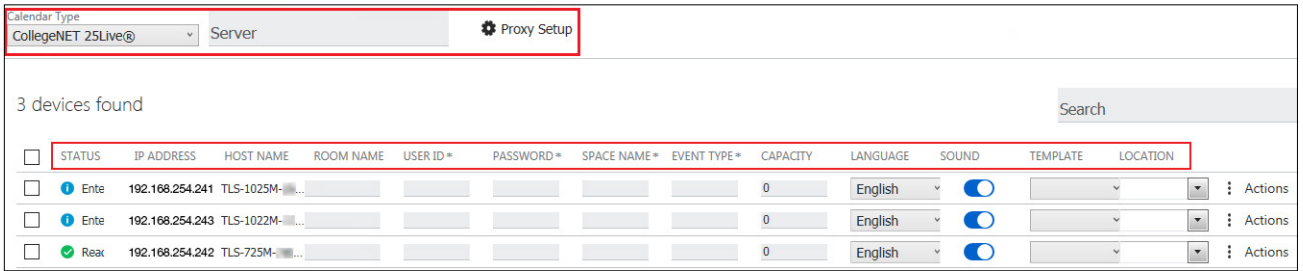 Calendar Type
CollegeNET 25Live® Server Proxy Setup
3 devices found
Search
STATUS IP ADDRESS HOST NAME ROOM NAME USER ID* PASSWORD* SPACE NAME* EVENT TYPE* CAPACITY LANGUAGE SOUND TEMPLATE LOCATION
Ente 192.168.254.241 TLS-1025M- ... 0 English Actions
Ente 192.168.254.243 TLS-1022M- ... 0 English Actions
Reac 192.168.254.242 TLS-725M- ... 0 English Actions